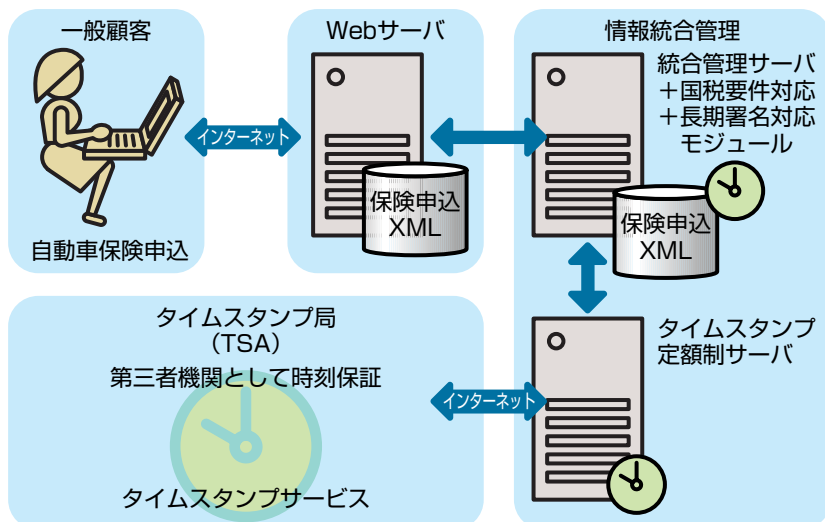 一般顧客
インターネット
自動車保険申込
Webサーバ
保険申込
XML
情報統合管理
統合管理サーバ
＋国税要件対応
＋長期署名対応
モジュール
保険申込
XML
タイムスタンプ局
（TSA）
第三者機関として時刻保証
タイムスタンプサービス
インターネット
タイムスタンプ
定額制サーバ